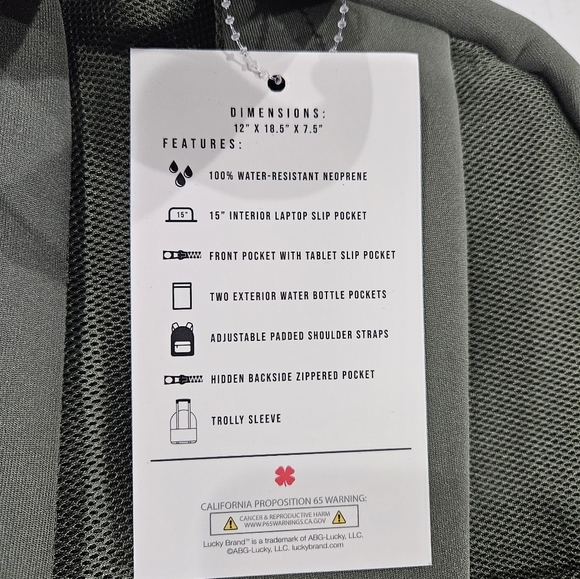 DIMENSIONS:
12" X 18.5" X 7.5"
FEATURES:
100% WATER-RESISTANT NEOPRENE
15"
15" INTERIOR LAPTOP SLIP POCKET
FRONT POCKET WITH TABLET SLIP POCKET
TWO EXTERIOR WATER BOTTLE POCKETS
ADJUSTABLE PADDED SHOULDER STRAPS
HIDDEN BACKSIDE ZIPPERED POCKET
TROLLY SLEEVE
CALIFORNIA PROPOSITION 65 WARNING:
CANCER & REPRODUCTIVE HARM
WWW.P65WARNINGS.CA.GOV
Lucky Brand™ is a trademark of ABG-Lucky, LLC.
©ABG-Lucky, LLC. luckybrand.com